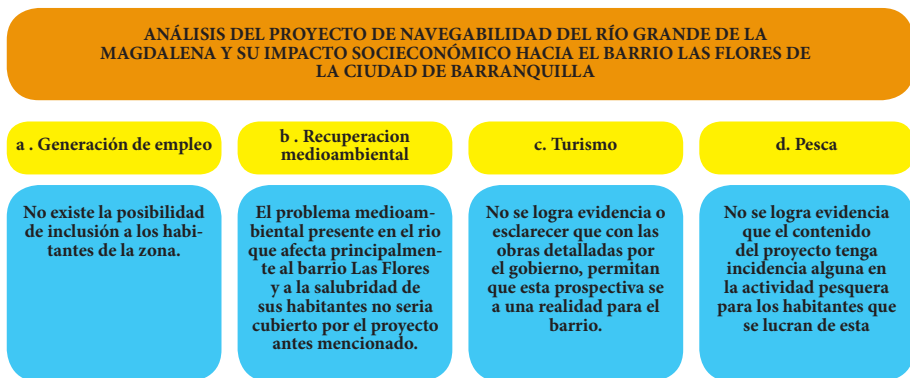 ANÁLISIS DEL PROYECTO DE NAVEGABILIDAD DEL RÍO GRANDE DE LA
MAGDALENA Y SU IMPACTO SOCIECONÓMICO HACIA EL BARRIO LAS FLORES DE
LA CIUDAD DE BARRANQUILLA
a . Generación de empleo
No existe la posibilidad
de inclusión a los habi-
tantes de la zona.
b . Recuperacion
medioambiental
El problema medioam-
biental presente en el rio
que afecta principalmen-
te al barrio Las Flores
y a la salubridad de
sus habitantes no seria
cubierto por el proyecto
antes mencionado.
c. Turismo
No se logra evidencia o
esclarecer que con las
obras detalladas por
el gobierno, permitan
que esta prospectiva se
a una realidad para el
barrio.
d. Pesca
No se logra evidencia
que el contenido
del proyecto tenga
incidencia alguna en
la actividad pesquera
para los habitantes que
se lucran de esta